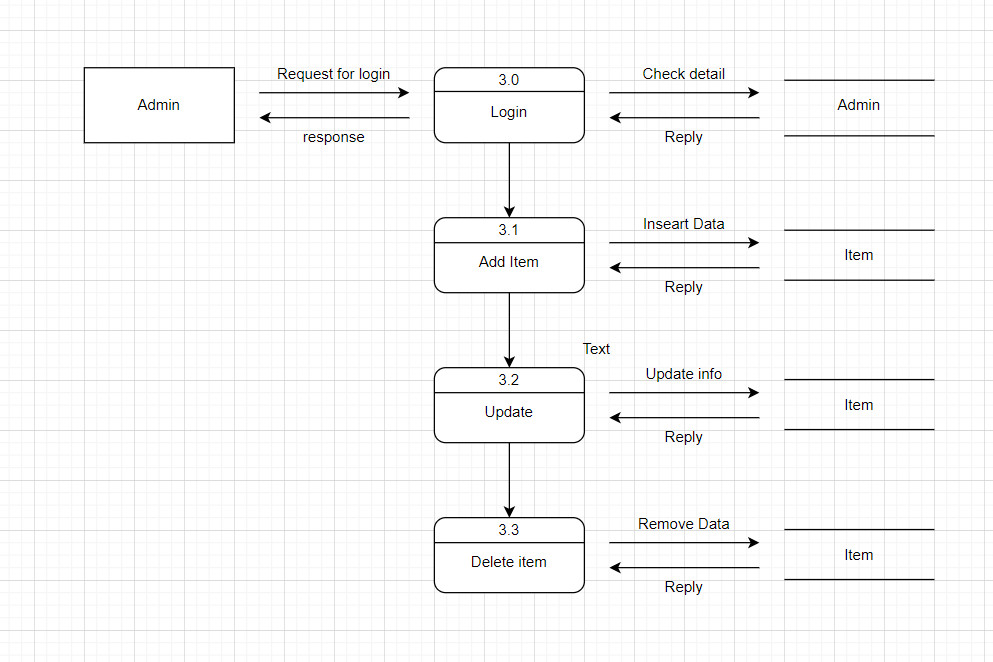 Request for login
3.0
Check detail
Admin
Login
Admin
response
Reply
3.1
Inseart Data
Add Item
Item
Reply
Text
3.2
Update info
Update
Item
Reply
3.3
Remove Data
Delete item
Item
Reply